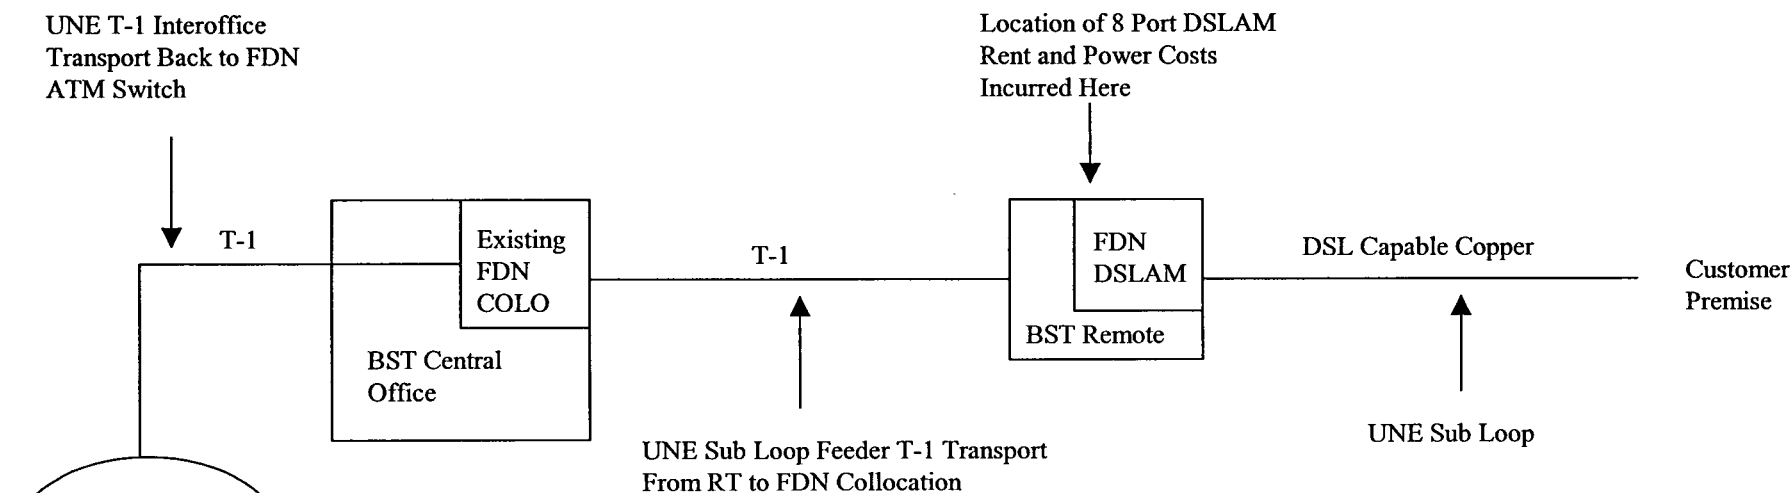 UNE T-1 Interoffice
Transport Back to FDN
ATM Switch
Location of 8 Port DSLAM
Rent and Power Costs
Incurred Here
T-1
Existing
FDN
COLO
BST Central
Office
T-1
UNE Sub Loop Feeder T-1 Transport
From RT to FDN Collocation
FDN
DSLAM
BST Remote
DSL Capable Copper
UNE Sub Loop
Customer
Premise